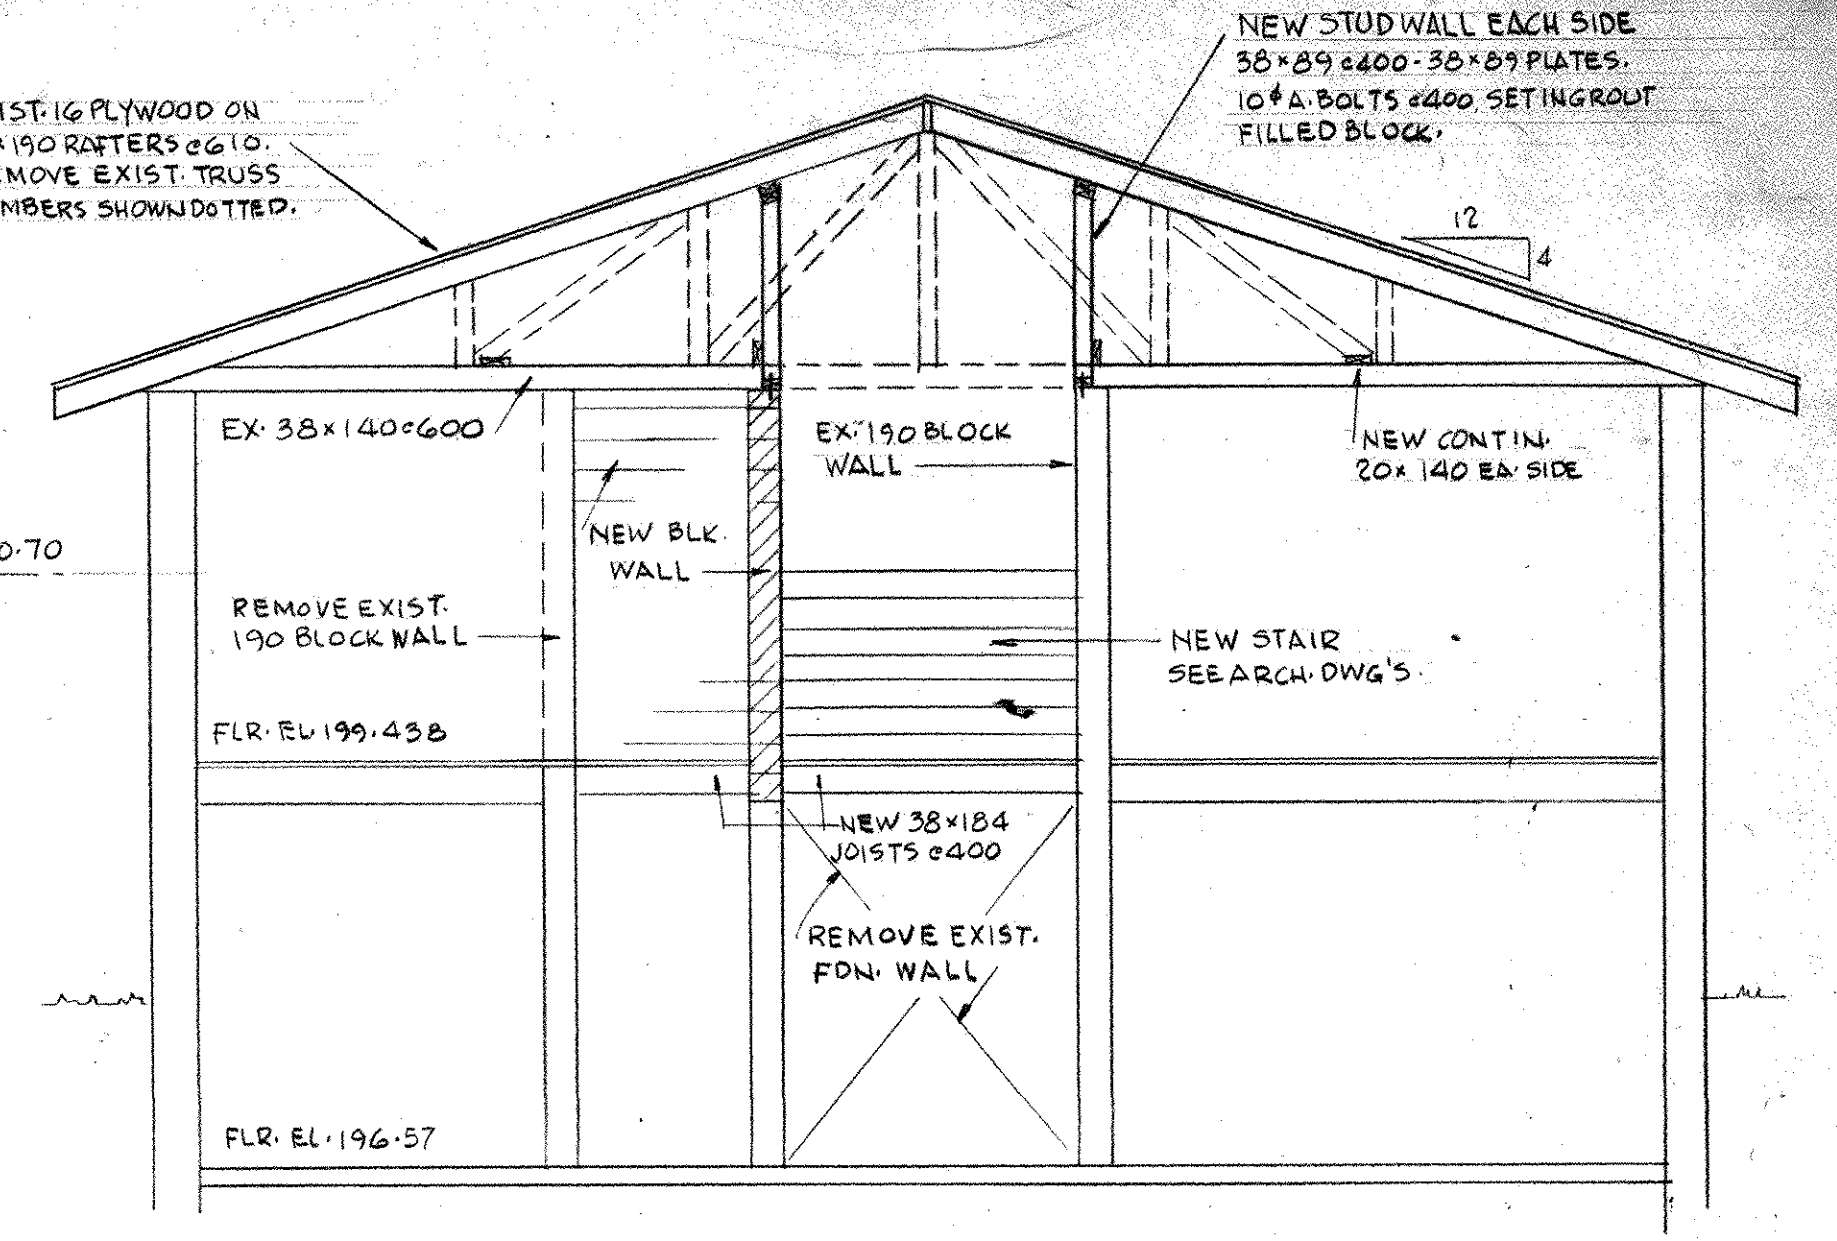 NEW STUD WALL EACH SIDE
38×89 @400-38×89 PLATES.
10ϕ A.BOLTS @400 SET IN GROUT
FILLED BLOCK.
IST. 16 PLYWOOD ON
×190 RAFTERS @610.
EMOVE EXIST. TRUSS
MBERS SHOWN DOTTED.
12
4
EX. 38×140@600
EX. 190 BLOCK
WALL
NEW CONTIN.
20× 140 EA. SIDE
NEW BLK.
WALL
0.70
REMOVE EXIST.
190 BLOCK WALL
NEW STAIR
SEE ARCH. DWG'S.
FLR. EL. 199.438
NEW 38×184
JOISTS @400
REMOVE EXIST.
FDN. WALL
FLR. EL. 196.57